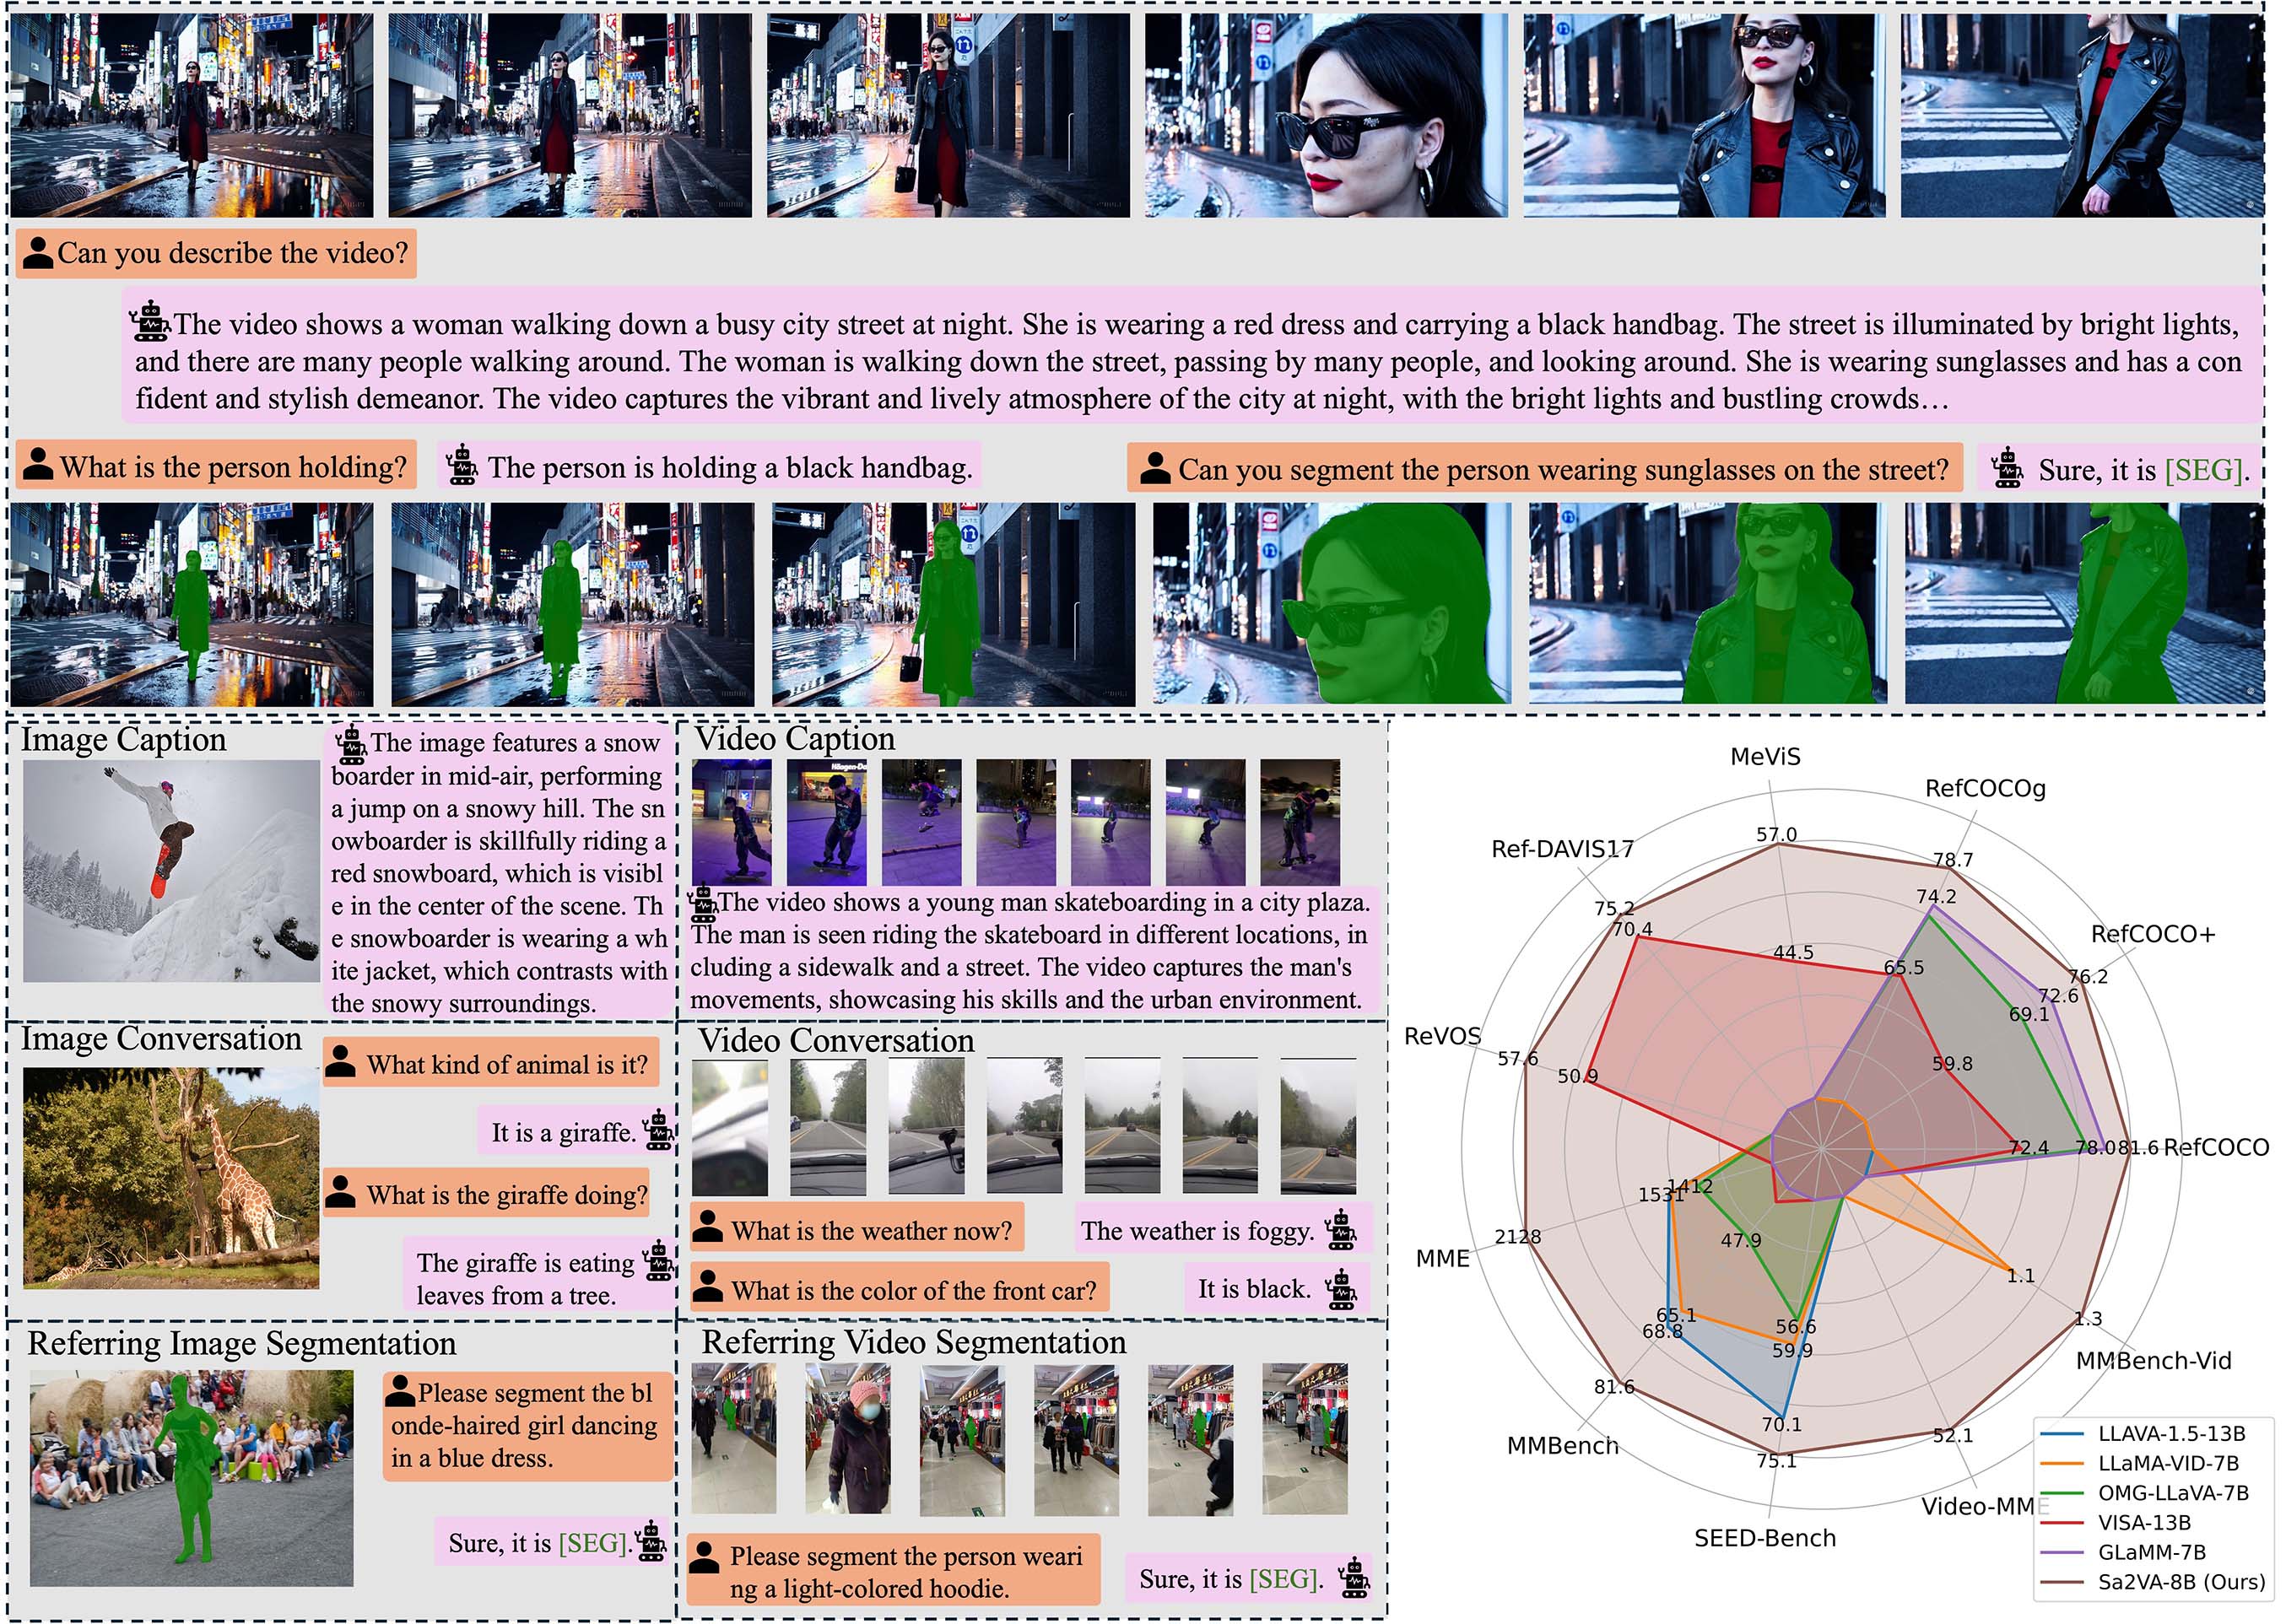 Can you describe the video?
The video shows a woman walking down a busy city street at night. She is wearing a red dress and carrying a black handbag. The street is illuminated by bright lights,
and there are many people walking around. The woman is walking down the street, passing by many people, and looking around. She is wearing sunglasses and has a con
fident and stylish demeanor. The video captures the vibrant and lively atmosphere of the city at night, with the bright lights and bustling crowds…
What is the person holding?
The person is holding a black handbag.
Can you segment the person wearing sunglasses on the street?
Sure, it is [SEG].
Image Caption
The image features a snow
boarder in mid-air, performing
a jump on a snowy hill. The sn
owboarder is skillfully riding a
red snowboard, which is visibl
e in the center of the scene. Th
e snowboarder is wearing a wh
ite jacket, which contrasts with
the snowy surroundings.
Video Caption
Häagen-Da
The video shows a young man skateboarding in a city plaza.
The man is seen riding the skateboard in different locations, in
cluding a sidewalk and a street. The video captures the man's
movements, showcasing his skills and the urban environment.
Image Conversation
What kind of animal is it?
It is a giraffe.
What is the giraffe doing?
The giraffe is eating
leaves from a tree.
Video Conversation
What is the weather now?
The weather is foggy.
What is the color of the front car?
It is black.
Referring Image Segmentation
Please segment the bl
onde-haired girl dancing
in a blue dress.
Sure, it is [SEG].
Referring Video Segmentation
Please segment the person weari
ng a light-colored hoodie.
Sure, it is [SEG].
MeViS
RefCOCOg
57.0
Ref-DAVIS17
78.7
74.2
75.2
70.4
RefCOCO+
44.5
65.5
76.2
72.6
69.1
ReVOS
57.6
50.9
59.8
72.4
78.0
81.6
RefCOCO
1412
1531
2128
MME
47.9
1.1
65.1
68.8
56.6
59.9
1.3
MMBench-Vid
81.6
MMBench
70.1
75.1
52.1
Video-MME
SEED-Bench
LLAVA-1.5-13B
LLaMA-VID-7B
OMG-LLaVA-7B
VISA-13B
GLaMM-7B
Sa2VA-8B (Ours)